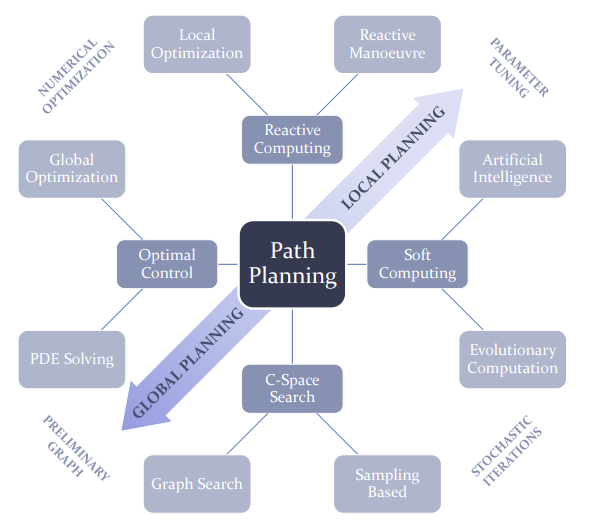 Local
Optimization
Reactive
Manoeuvre
NUMERICAL
OPTIMIZATION
PARAMETER
TUNING
Reactive
Computing
LOCAL PLANNING
Global
Optimization
Artificial
Intelligence
Optimal
Control
Path
Planning
Soft
Computing
GLOBAL PLANNING
PDE Solving
Evolutionary
Computation
C-Space
Search
PRELIMINARY
GRAPH
STOCHASTIC
ITERATIONS
Graph Search
Sampling
Based